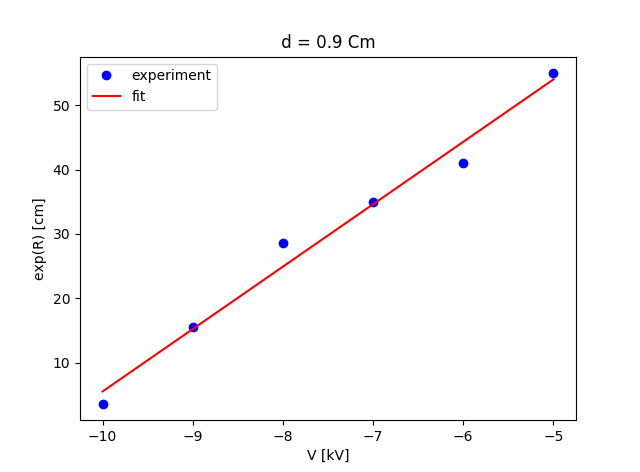 d = 0.9 Cm
experiment
fit
exp(R) [cm]
50
40
30
20
10
−10 −9 −8 −7 −6 −5
V [kV]